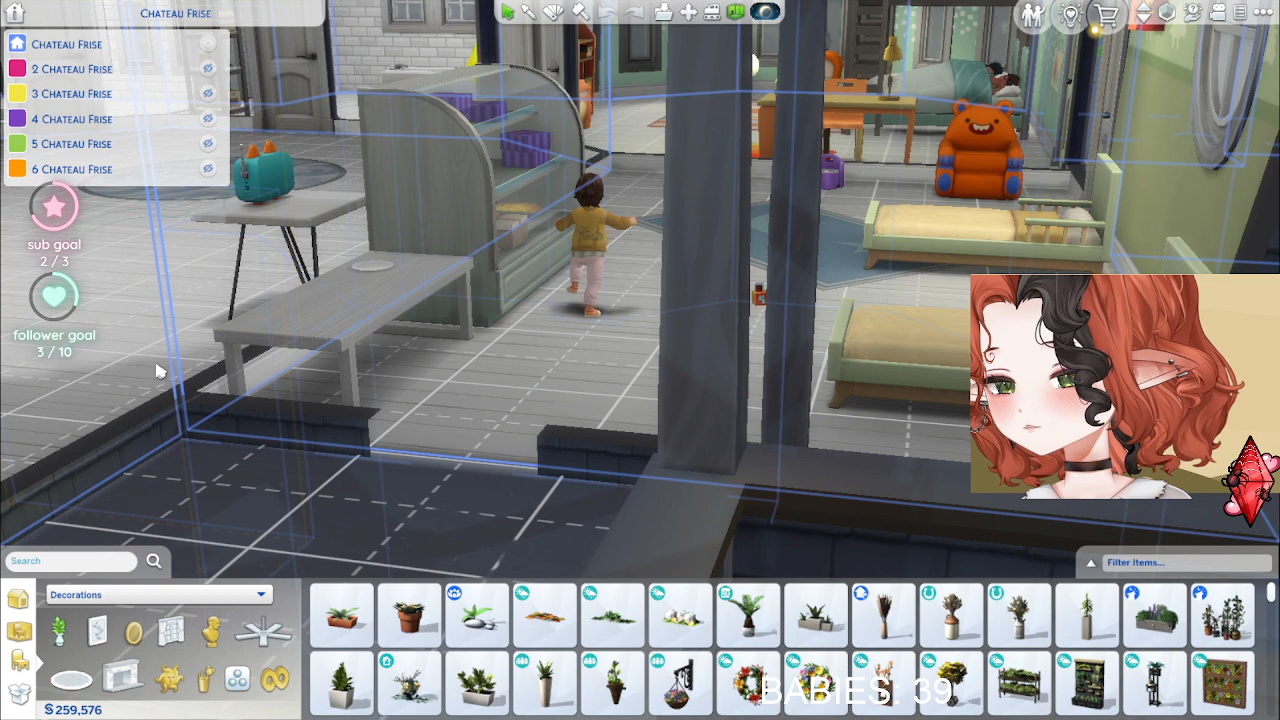 CHATEAU FRISE
CHATEAU FRISE
2 CHATEAU FRISE
3 CHATEAU FRISE
4 CHATEAU FRISE
5 CHATEAU FRISE
6 CHATEAU FRISE
sub goal
2 / 3
follower goal
3 / 10
Search
Filter Items...
Decorations
BABIES: 39
§259,576